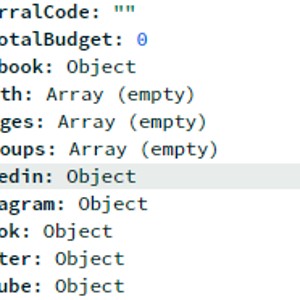 rralCode: ""
otalBudget: 0
book: Object
th: Array (empty)
ges: Array (empty)
oups: Array (empty)
edin: Object
agram: Object
ok: Object
ter: Object
ube: Object